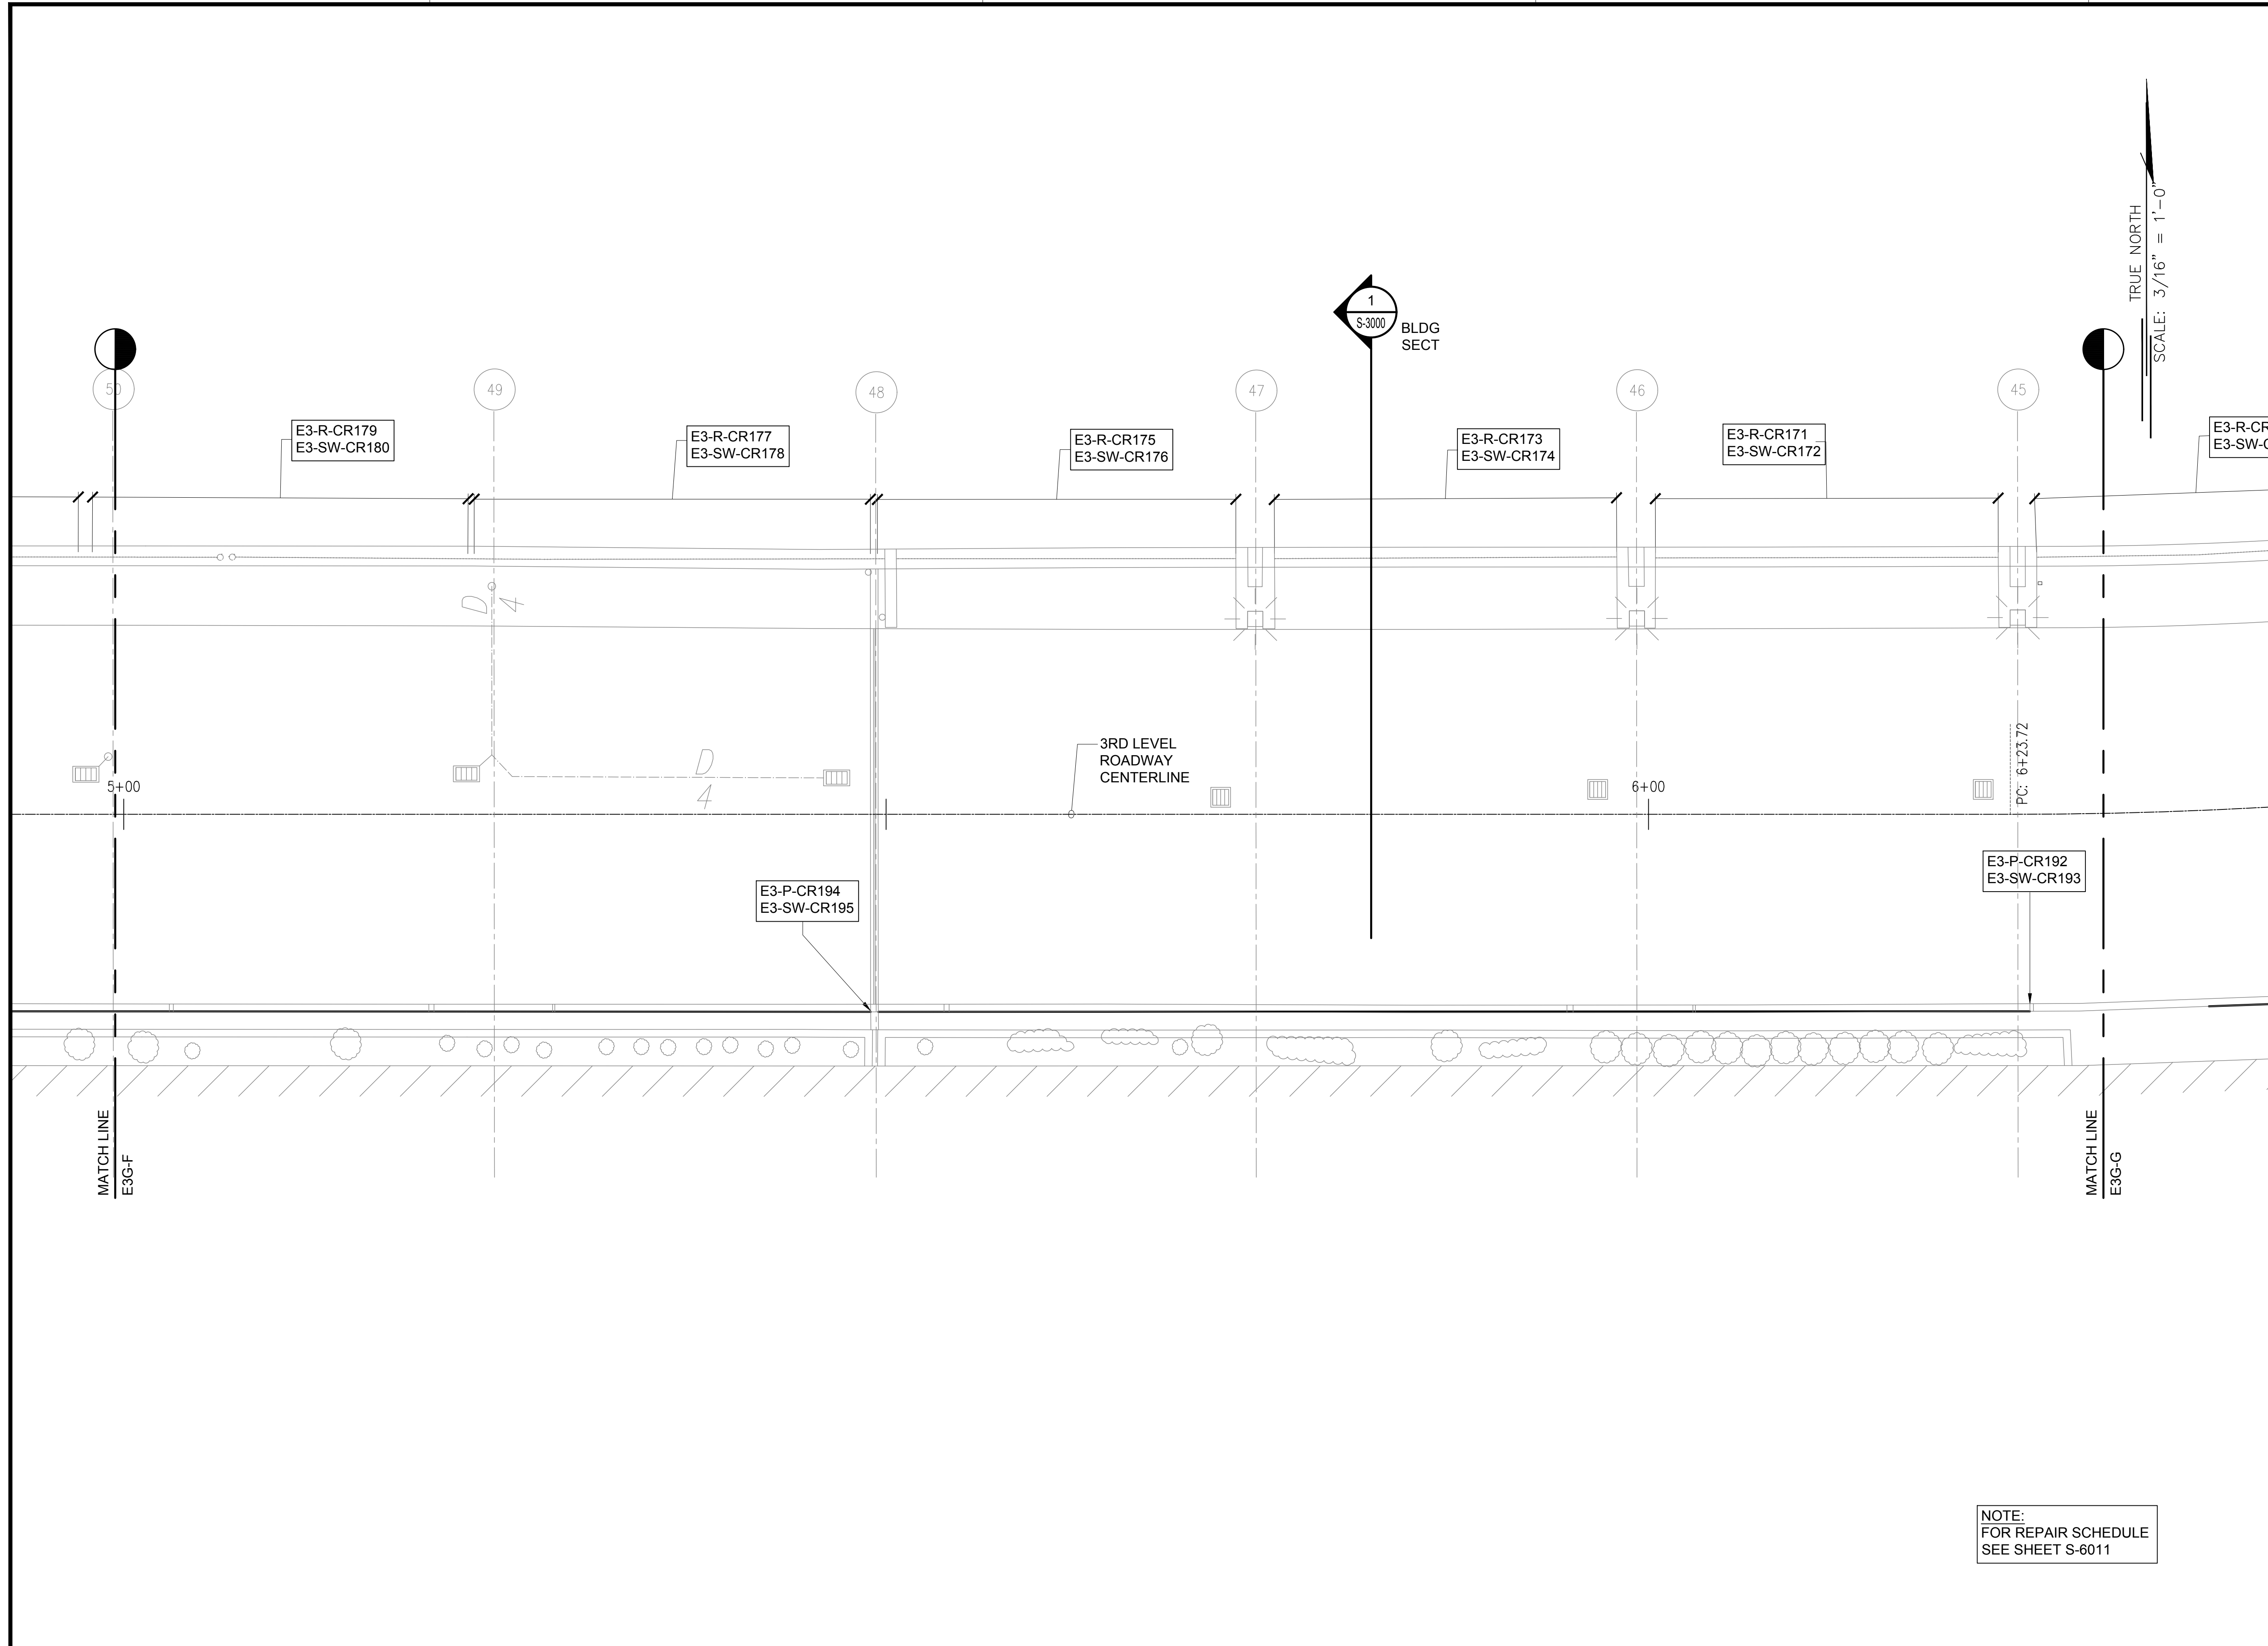 TRUE NORTH
SCALE: 3/16" = 1'-0"
1
S-3000
BLDG
SECT
50
49
48
47
46
45
E3-R-CR179
E3-SW-CR180
E3-R-CR177
E3-SW-CR178
E3-R-CR175
E3-SW-CR176
E3-R-CR173
E3-SW-CR174
E3-R-CR171
E3-SW-CR172
E3-R-CR
E3-SW-C
D
4
D
4
3RD LEVEL
ROADWAY
CENTERLINE
PC: 6+23.72
5+00
6+00
E3-P-CR194
E3-SW-CR195
E3-P-CR192
E3-SW-CR193
MATCH LINE
E3G-F
MATCH LINE
E3G-G
NOTE:
FOR REPAIR SCHEDULE
SEE SHEET S-6011